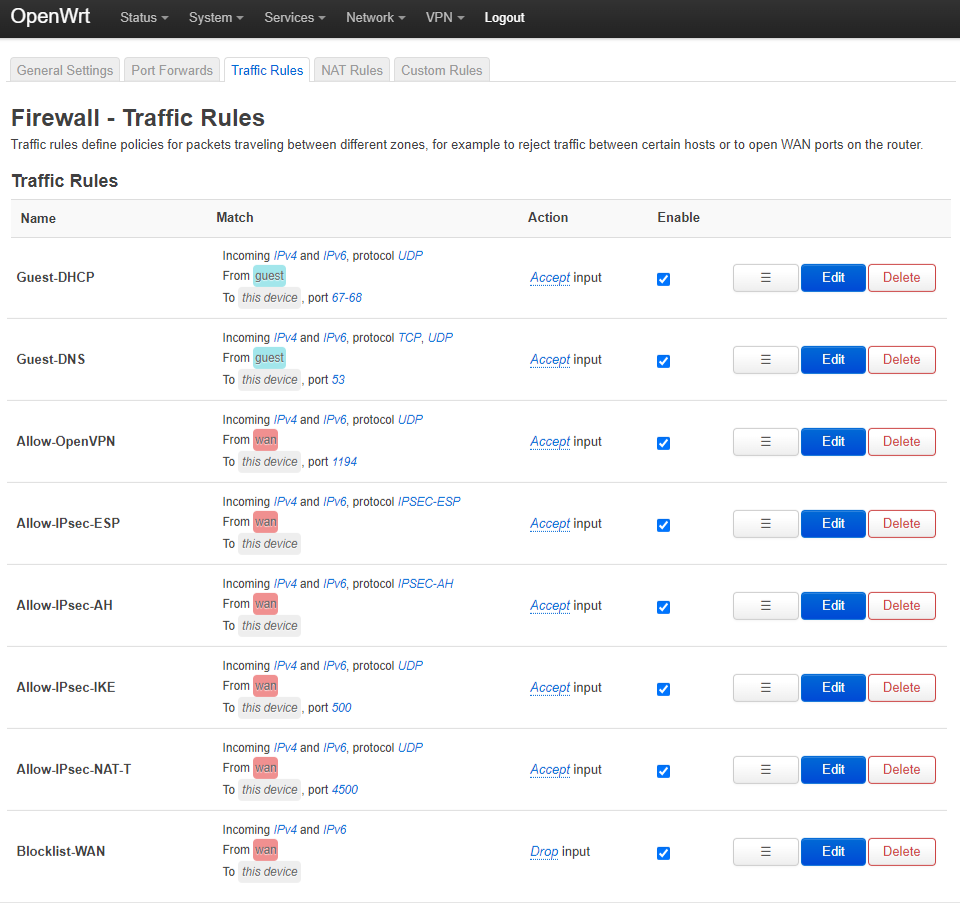 OpenWrt Status System Services Network VPN Logout
General Settings Port Forwards Traffic Rules NAT Rules Custom Rules
Firewall - Traffic Rules
Traffic rules define policies for packets traveling between different zones, for example to reject traffic between certain hosts or to open WAN ports on the router.
Traffic Rules
Name Match Action Enable
Incoming IPv4 and IPv6, protocol UDP
Guest-DHCP From guest Accept input Edit Delete
To this device , port 67-68
Incoming IPv4 and IPv6, protocol TCP, UDP
Guest-DNS From guest Accept input Edit Delete
To this device , port 53
Incoming IPv4 and IPv6, protocol UDP
Allow-OpenVPN From wan Accept input Edit Delete
To this device , port 1194
Incoming IPv4 and IPv6, protocol IPSEC-ESP
Allow-IPsec-ESP From wan Accept input Edit Delete
To this device
Incoming IPv4 and IPv6, protocol IPSEC-AH
Allow-IPsec-AH From wan Accept input Edit Delete
To this device
Incoming IPv4 and IPv6, protocol UDP
Allow-IPsec-IKE From wan Accept input Edit Delete
To this device , port 500
Incoming IPv4 and IPv6, protocol UDP
Allow-IPsec-NAT-T From wan Accept input Edit Delete
To this device , port 4500
Incoming IPv4 and IPv6
Blocklist-WAN From wan Drop input Edit Delete
To this device